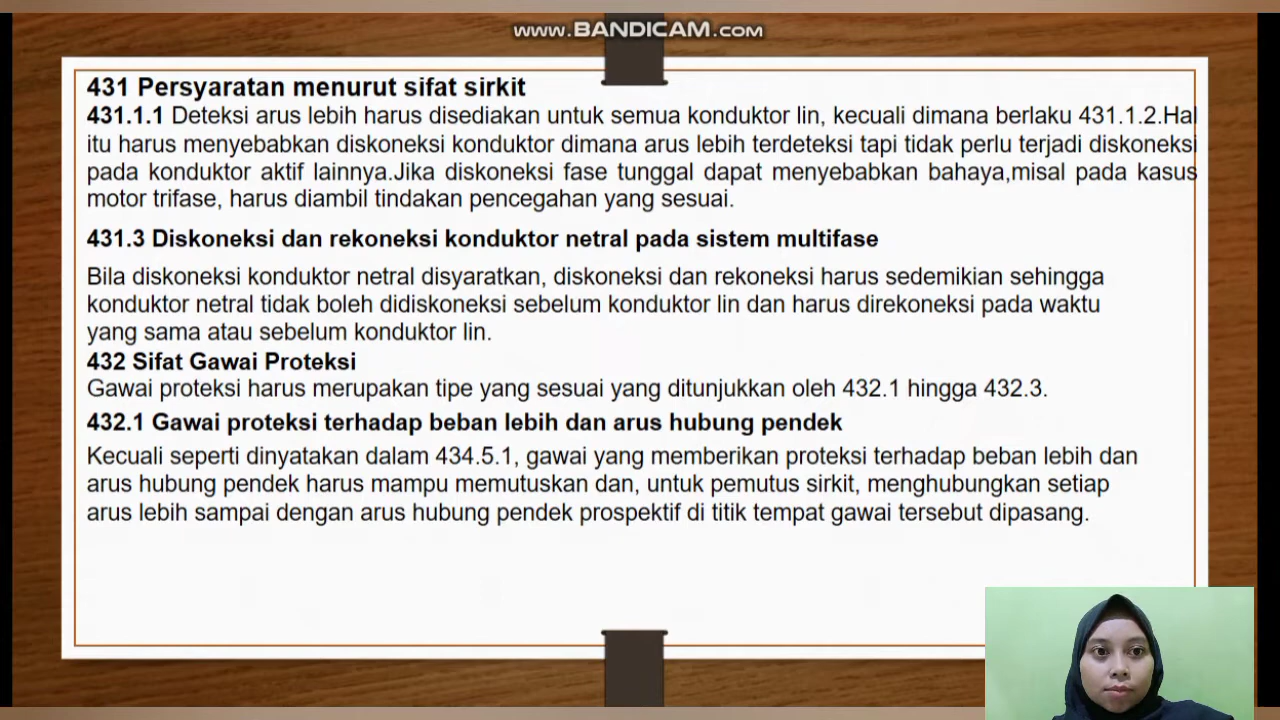 www.BANDICAM.com
431 Persyaratan menurut sifat sirkit
431.1.1 Deteksi arus lebih harus disediakan untuk semua konduktor lin, kecuali dimana berlaku 431.1.2.Hal
itu harus menyebabkan diskoneksi konduktor dimana arus lebih terdeteksi tapi tidak perlu terjadi diskoneksi
pada konduktor aktif lainnya.Jika diskoneksi fase tunggal dapat menyebabkan bahaya,misal pada kasus
motor trifase, harus diambil tindakan pencegahan yang sesuai.
431.3 Diskoneksi dan rekoneksi konduktor netral pada sistem multifase
Bila diskoneksi konduktor netral disyaratkan, diskoneksi dan rekoneksi harus sedemikian sehingga
konduktor netral tidak boleh didiskoneksi sebelum konduktor lin dan harus direkoneksi pada waktu
yang sama atau sebelum konduktor lin.
432 Sifat Gawai Proteksi
Gawai proteksi harus merupakan tipe yang sesuai yang ditunjukkan oleh 432.1 hingga 432.3.
432.1 Gawai proteksi terhadap beban lebih dan arus hubung pendek
Kecuali seperti dinyatakan dalam 434.5.1, gawai yang memberikan proteksi terhadap beban lebih dan
arus hubung pendek harus mampu memutuskan dan, untuk pemutus sirkit, menghubungkan setiap
arus lebih sampai dengan arus hubung pendek prospektif di titik tempat gawai tersebut dipasang.